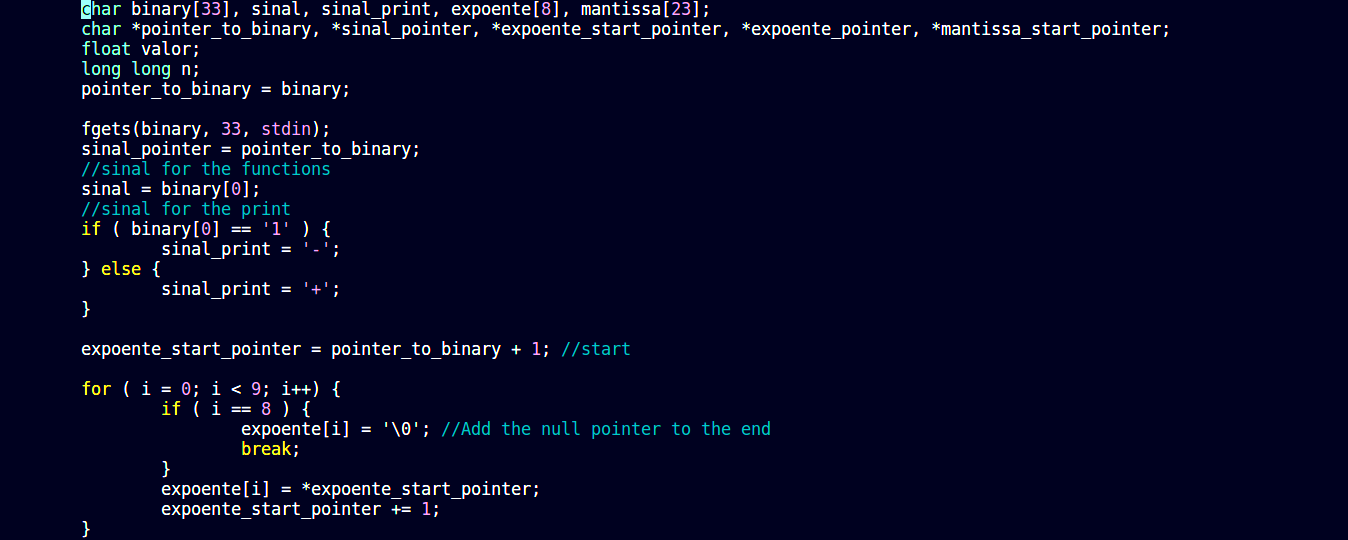 char binary[33], sinal, sinal_print, expoente[8], mantissa[23];
char *pointer_to_binary, *sinal_pointer, *expoente_start_pointer, *expoente_pointer, *mantissa_start_pointer;
float valor;
long long n;
pointer_to_binary = binary;

fgets(binary, 33, stdin);
sinal_pointer = pointer_to_binary;
//sinal for the functions
sinal = binary[0];
//sinal for the print
if ( binary[0] == '1' ) {
        sinal_print = '-';
} else {
        sinal_print = '+';
}

expoente_start_pointer = pointer_to_binary + 1; //start

for ( i = 0; i < 9; i++) {
        if ( i == 8 ) {
                expoente[i] = '\0'; //Add the null pointer to the end
                break;
        }
        expoente[i] = *expoente_start_pointer;
        expoente_start_pointer += 1;
}